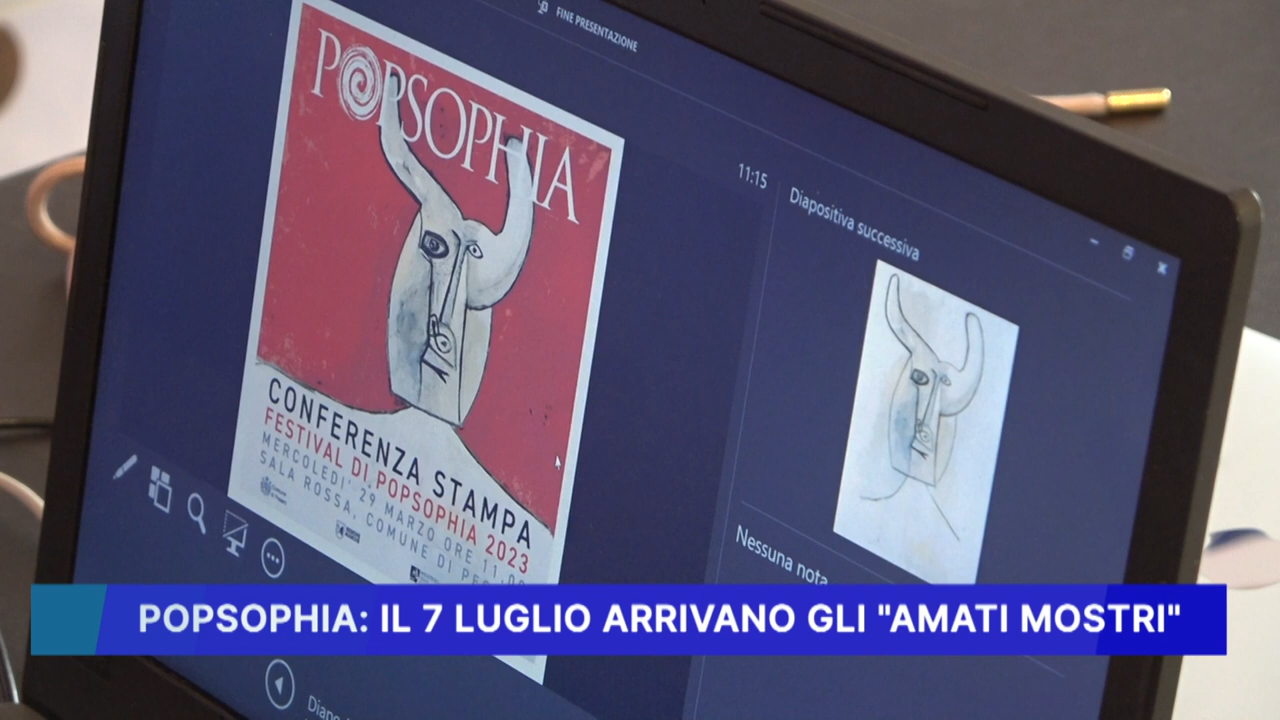 FINE PRESENTAZIONE
POPSOPHIA
11:15
Diapositiva successiva
CONFERENZA STAMPA
FESTIVAL DI POPSOPHIA 2023
MERCOLEDI' 29 MARZO ORE 11:00
SALA ROSSA, COMUNE DI
Nessuna nota
POPSOPHIA: IL 7 LUGLIO ARRIVANO GLI "AMATI MOSTRI"